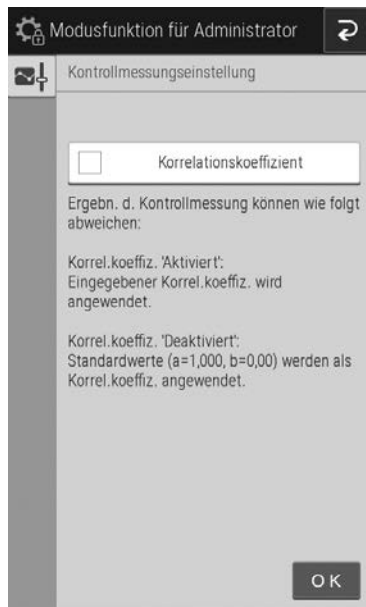 Modusfunktion für Administrator
Kontrollmessungseinstellung
Korrelationskoeffizient
Ergebn. d. Kontrollmessung können wie folgt
abweichen:
Korrel.koeffiz. 'Aktiviert':
Eingegebener Korrel.koeffiz. wird
angewendet.
Korrel.koeffiz. 'Deaktiviert':
Standardwerte (a=1,000, b=0,00) werden als
Korrel.koeffiz. angewendet.
OK